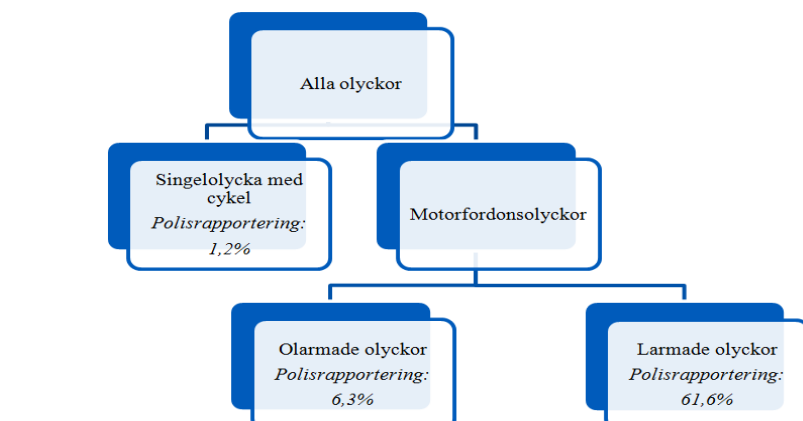 Alla olyckor
Singelolycka med
cykel
Polisrapportering:
1,2%
Motorfordonsolyckor
Olarmade olyckor
Polisrapportering:
6,3%
Larmade olyckor
Polisrapportering:
61,6%